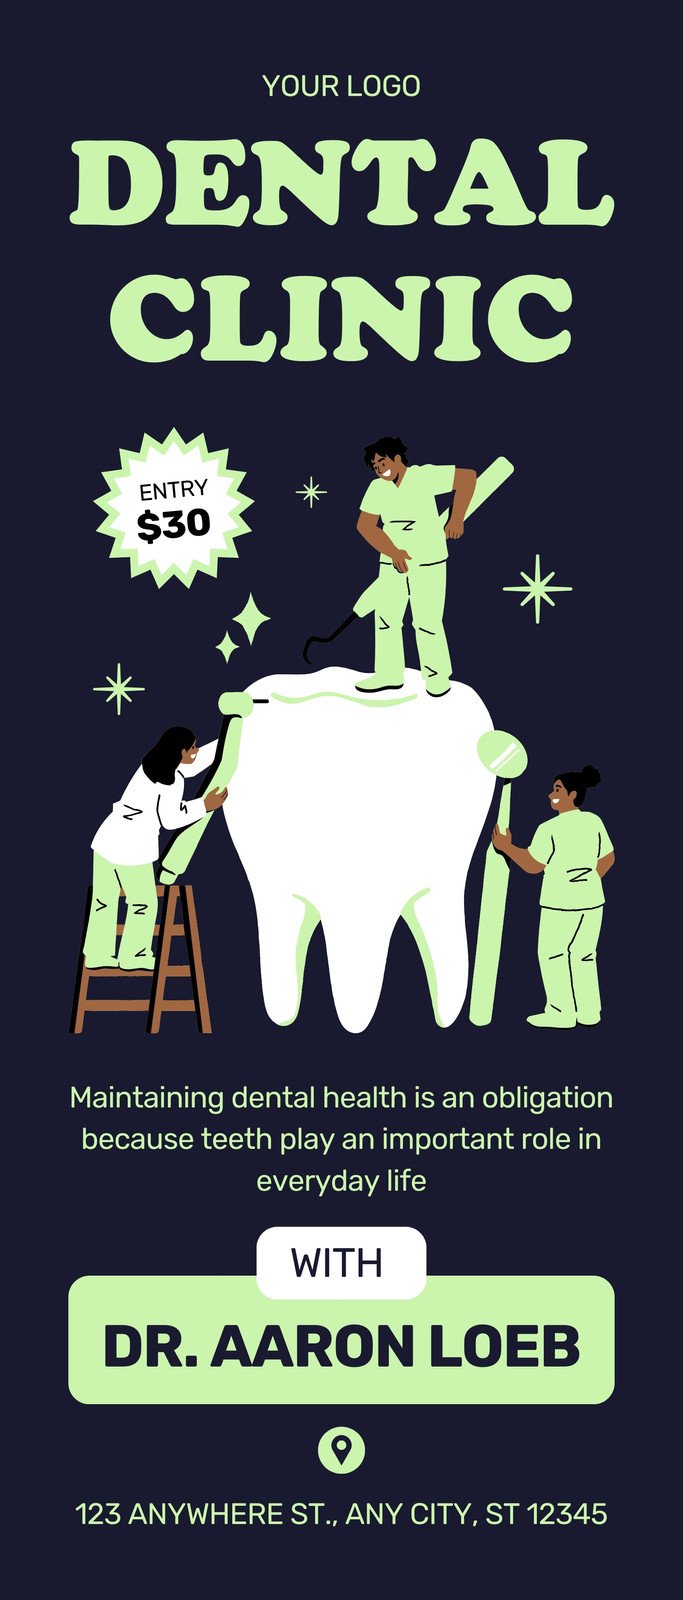 YOUR LOGO
DENTAL
CLINIC
ENTRY
$30
Maintaining dental health is an obligation
because teeth play an important role in
everyday life
WITH
DR. AARON LOEB
123 ANYWHERE ST., ANY CITY, ST 12345